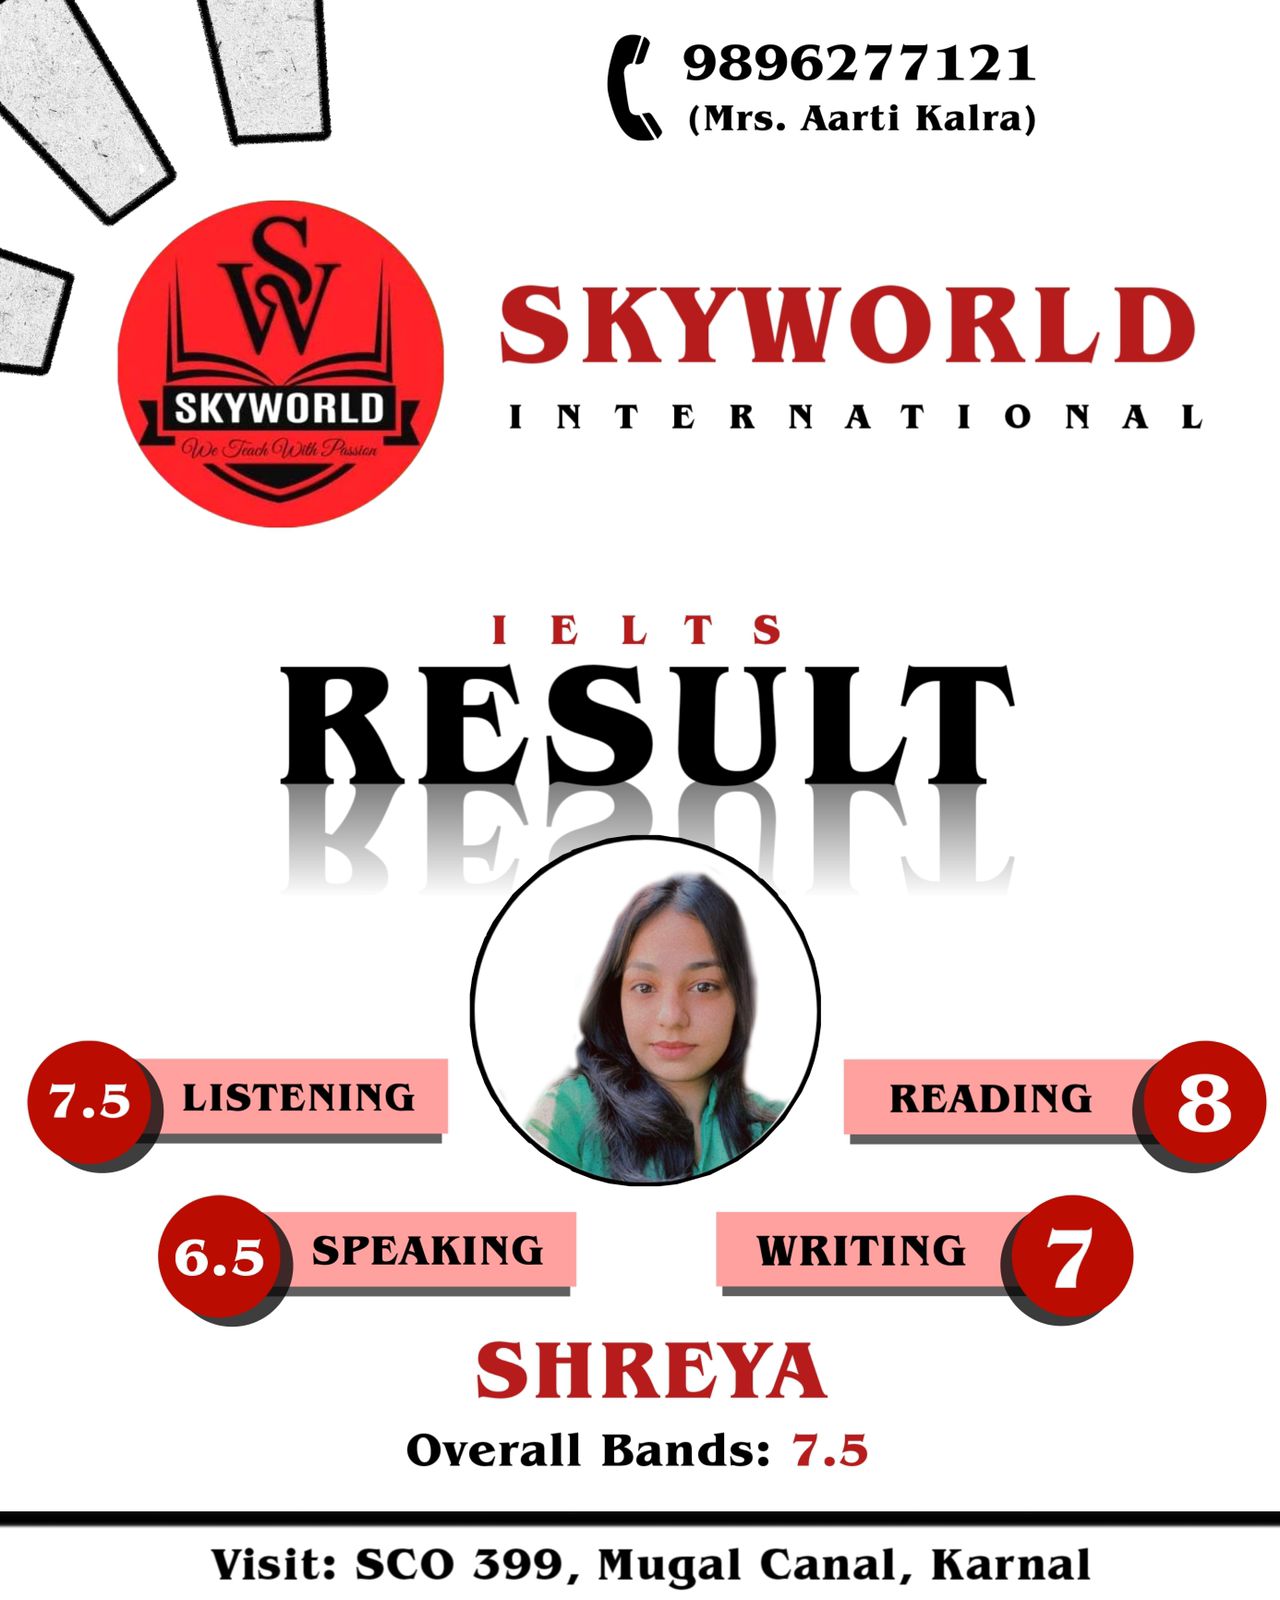 9896277121
(Mrs. Aarti Kalra)
SW
SKYWORLD
We Teach With Passion
SKYWORLD
INTERNATIONAL
IELTS
RESULT
7.5 LISTENING
READING 8
6.5 SPEAKING
WRITING 7
SHREYA
Overall Bands: 7.5
Visit: SCO 399, Mugal Canal, Karnal